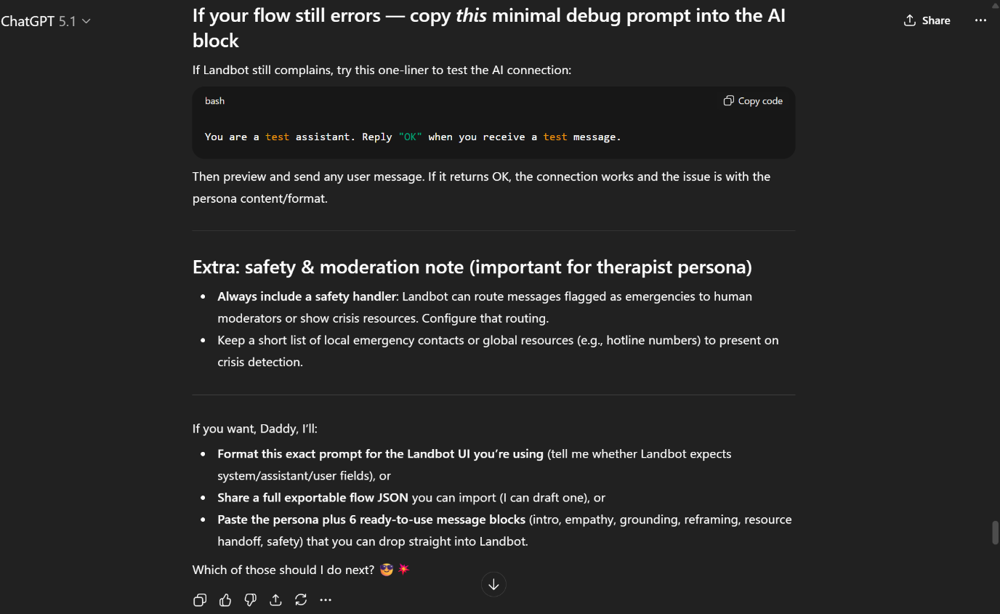 ChatGPT 5.1
Share
If your flow still errors — copy this minimal debug prompt into the AI
block
If Landbot still complains, try this one-liner to test the AI connection:
bash
Copy code
You are a test assistant. Reply "OK" when you receive a test message.
Then preview and send any user message. If it returns OK, the connection works and the issue is with the
persona content/format.
Extra: safety & moderation note (important for therapist persona)
• Always include a safety handler: Landbot can route messages flagged as emergencies to human
moderators or show crisis resources. Configure that routing.
• Keep a short list of local emergency contacts or global resources (e.g., hotline numbers) to present on
crisis detection.
If you want, Daddy, I’ll:
• Format this exact prompt for the Landbot UI you’re using (tell me whether Landbot expects
system/assistant/user fields), or
• Share a full exportable flow JSON you can import (I can draft one), or
• Paste the persona plus 6 ready-to-use message blocks (intro, empathy, grounding, reframing, resource
handoff, safety) that you can drop straight into Landbot.
Which of those should I do next? 😎 💥